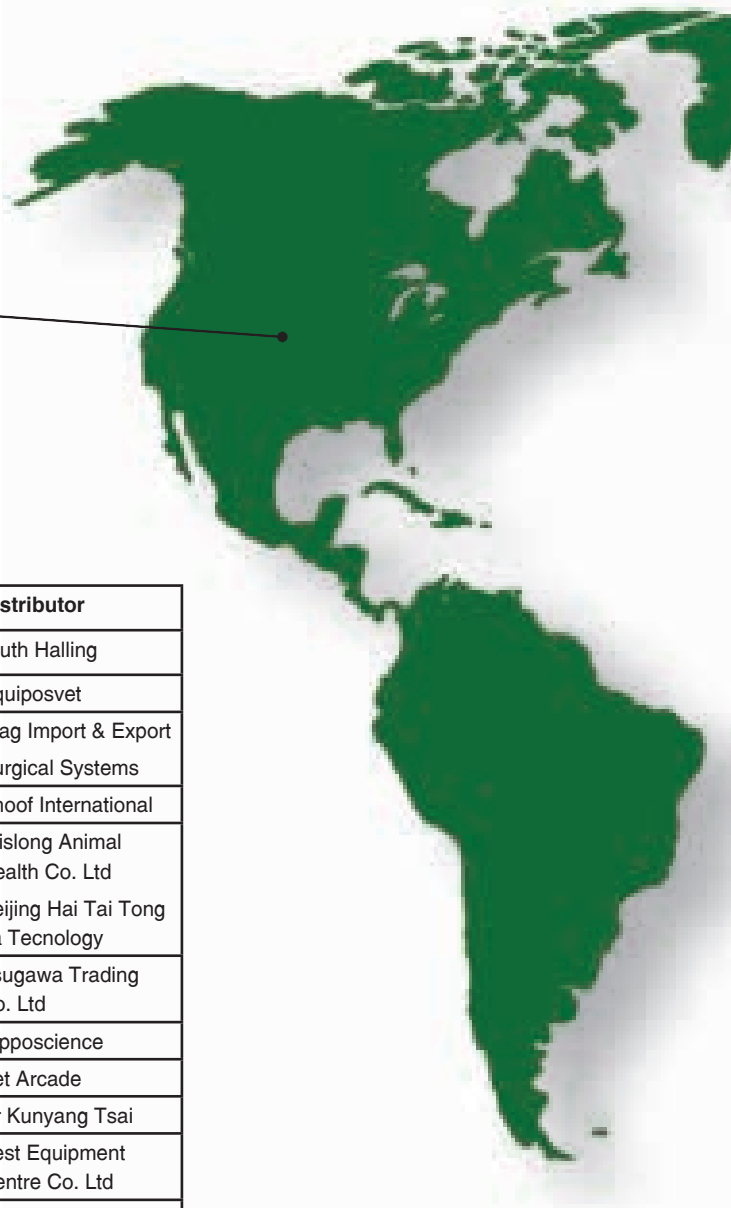 stributor
uth Halling
quiposvet
ag Import & Export
urgical Systems
hoof International
islong Animal
ealth Co. Ltd
eijing Hai Tai Tong
a Tecnology
sugawa Trading
o. Ltd
pposcience
et Arcade
r Kunyang Tsai
est Equipment
entre Co. Ltd